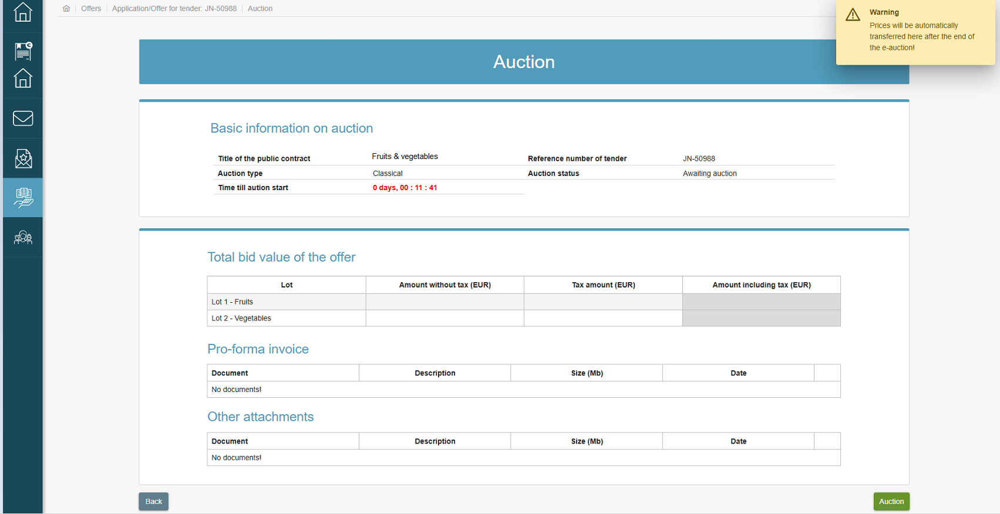 Offers
Application/Offer for tender: JN-50988
Auction
Warning
Prices will be automatically
transferred here after the end of
the e-auction!
Auction
Basic information on auction
Title of the public contract
Fruits & vegetables
Reference number of tender
JN-50988
Auction type
Classical
Auction status
Awaiting auction
Time till aution start
0 days, 00 : 11 : 41
Total bid value of the offer
Lot
Amount without tax (EUR)
Tax amount (EUR)
Amount including tax (EUR)
Lot 1 - Fruits
Lot 2 - Vegetables
Pro-forma invoice
Document
Description
Size (Mb)
Date
No documents!
Other attachments
Document
Description
Size (Mb)
Date
No documents!
Back
Auction